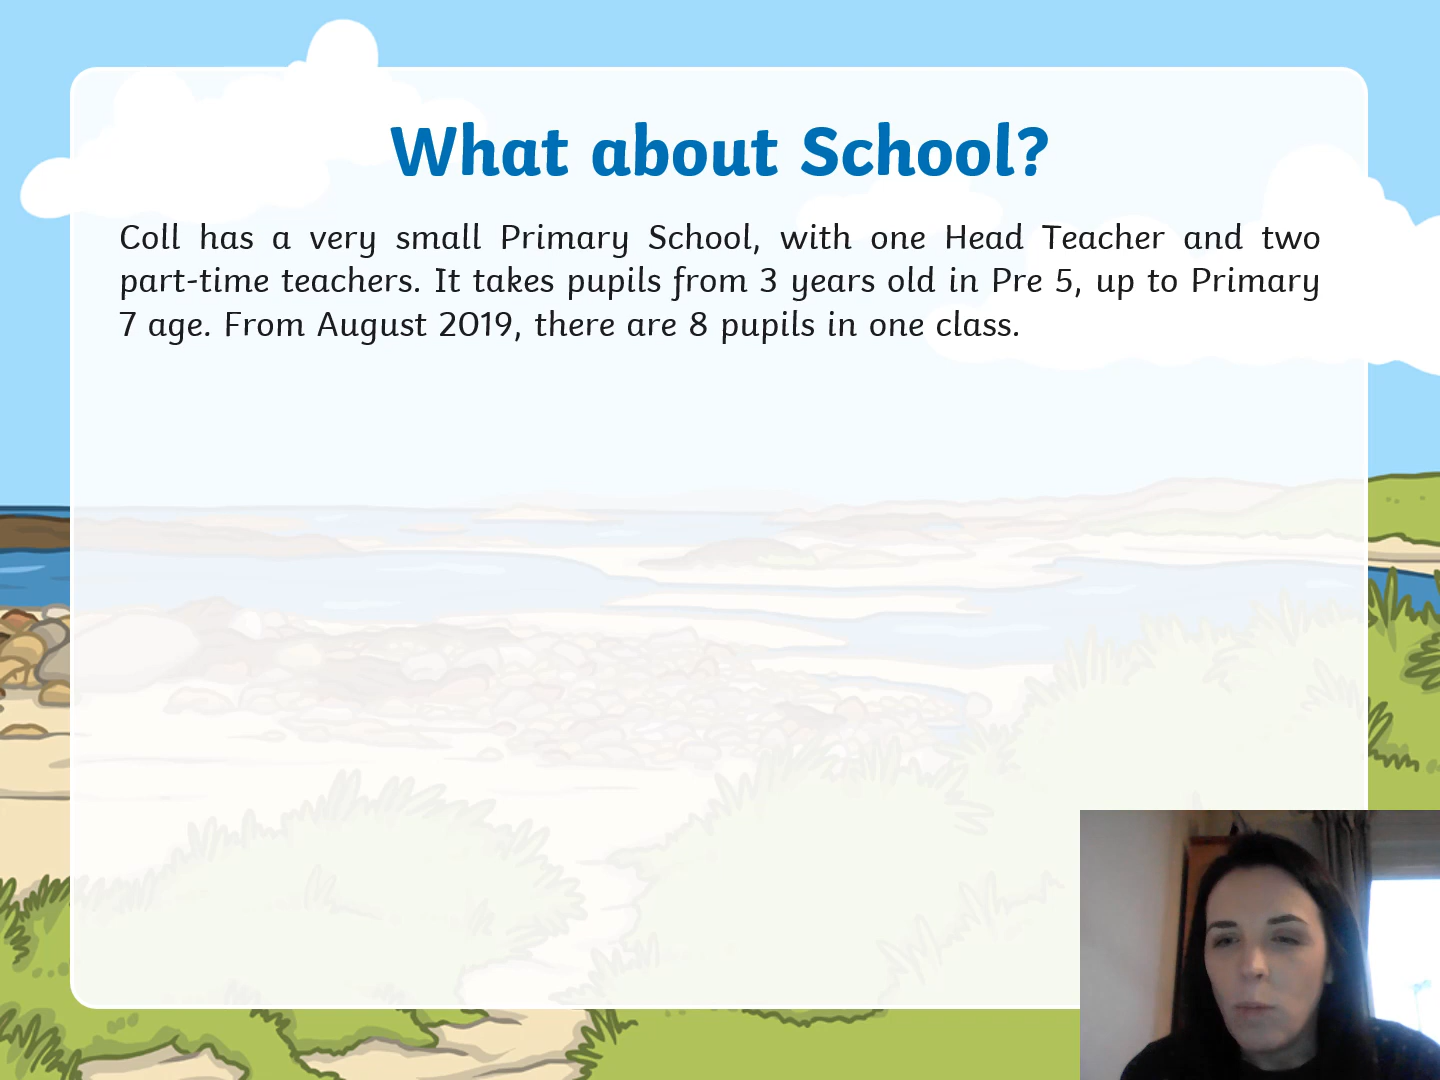 What about School?
Coll has a very small Primary School, with one Head Teacher and two
part-time teachers. It takes pupils from 3 years old in Pre 5, up to Primary
7 age. From August 2019, there are 8 pupils in one class.